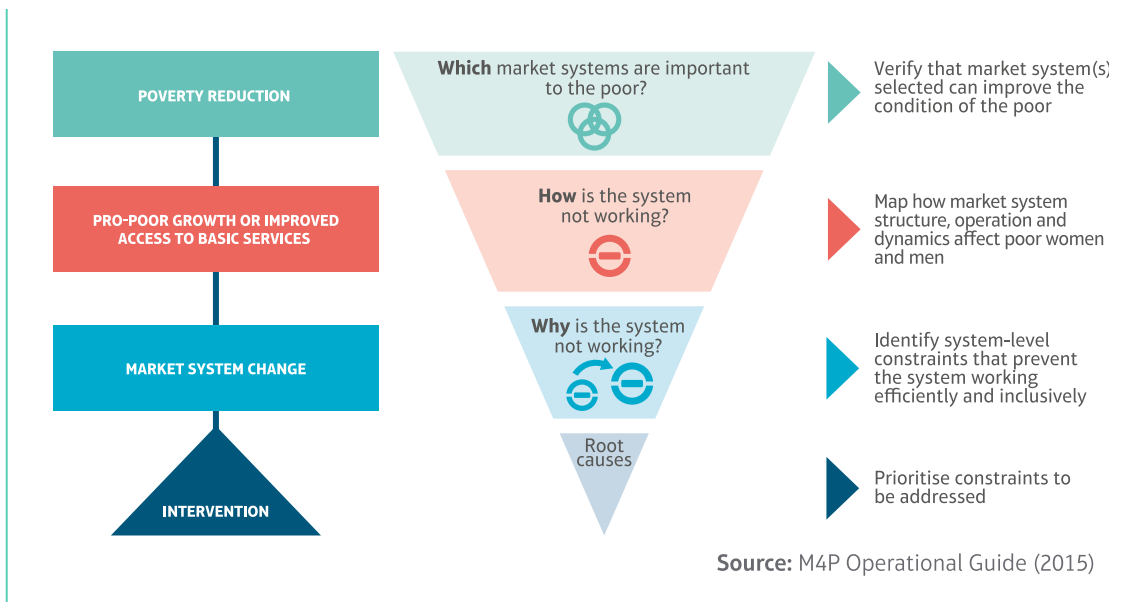 POVERTY REDUCTION
Which market systems are important
to the poor?
Verify that market system(s)
selected can improve the
condition of the poor
PRO-POOR GROWTH OR IMPROVED
ACCESS TO BASIC SERVICES
How is the system
not working?
Map how market system
structure, operation and
dynamics affect poor women
and men
MARKET SYSTEM CHANGE
Why is the system
not working?
Identify system-level
constraints that prevent
the system working
efficiently and inclusively
INTERVENTION
Root
causes
Prioritise constraints to
be addressed
Source: M4P Operational Guide (2015)